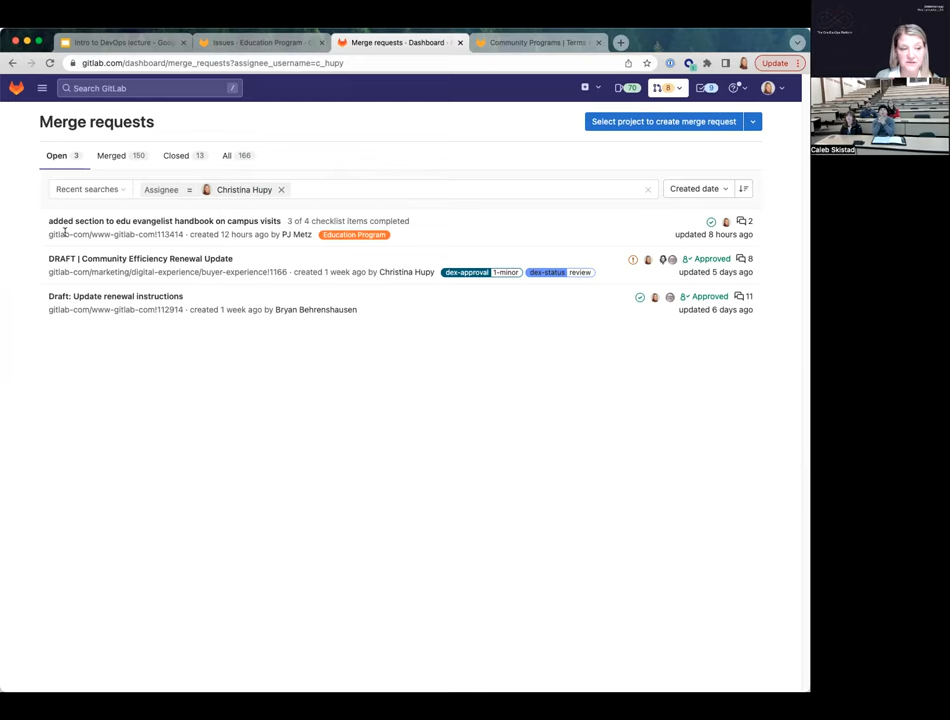 Intro to DevOps lecture - Goog
Issues · Education Program · E
Merge requests · Dashboard ·
Community Programs | Terms
gitlab.com/dashboard/merge_requests?assignee_username=c_hupy
Update
Search GitLab
/
70
8
9
Merge requests
Select project to create merge request
Open 3
Merged 150
Closed 13
All 166
Recent searches
Assignee = Christina Hupy
Created date
added section to edu evangelist handbook on campus visits 3 of 4 checklist items completed
2
gitlab-com/www-gitlab-com!113414 · created 12 hours ago by PJ Metz Education Program
updated 8 hours ago
DRAFT | Community Efficiency Renewal Update
Approved 8
gitlab-com/marketing/digital-experience/buyer-experience!1166 · created 1 week ago by Christina Hupy dex-approval 1-minor dex-status review
updated 5 days ago
Draft: Update renewal instructions
Approved 11
gitlab-com/www-gitlab-com!112914 · created 1 week ago by Bryan Behrenshausen
updated 6 days ago
Caleb Skistad